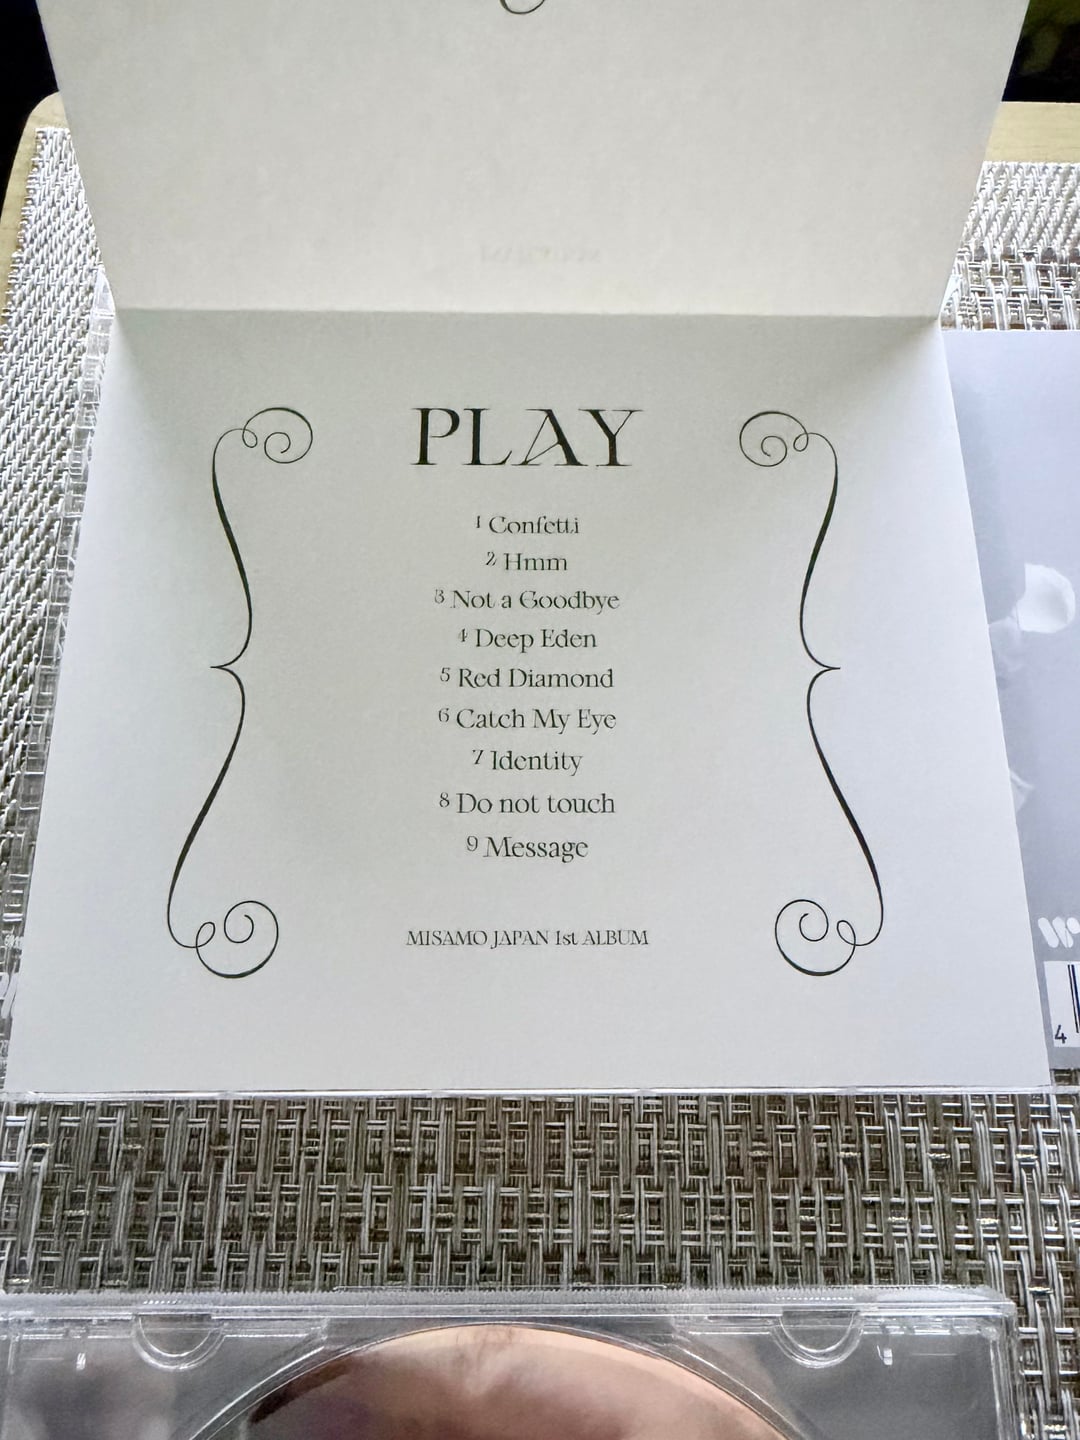 PLAY
1 Confetti
2 Hmm
3 Not a Goodbye
4 Deep Eden
5 Red Diamond
6 Catch My Eye
7 Identity
8 Do not touch
9 Message
MISAMO JAPAN 1st ALBUM
4